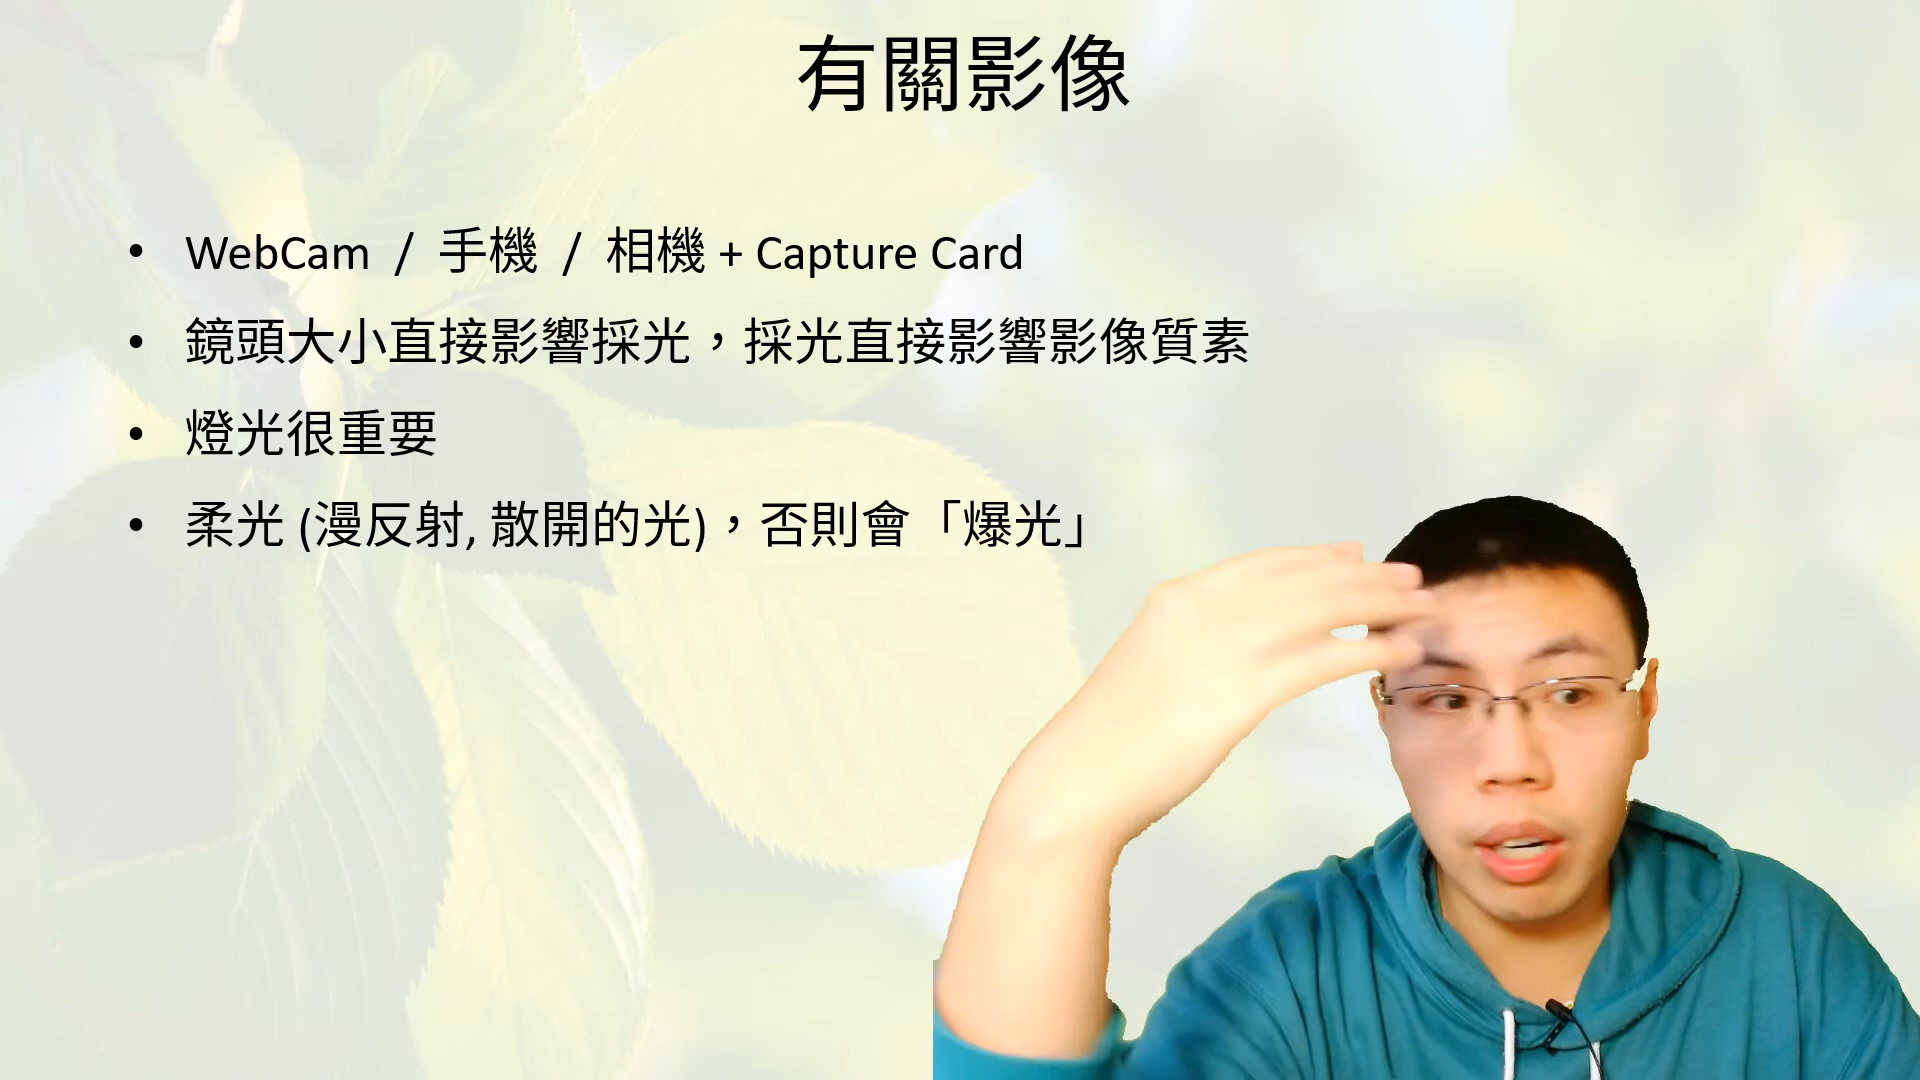 有關影像
• WebCam / 手機 / 相機 + Capture Card
• 鏡頭大小直接影響採光，採光直接影響影像質素
• 燈光很重要
• 柔光 (漫反射, 散開的光)，否則會「爆光」